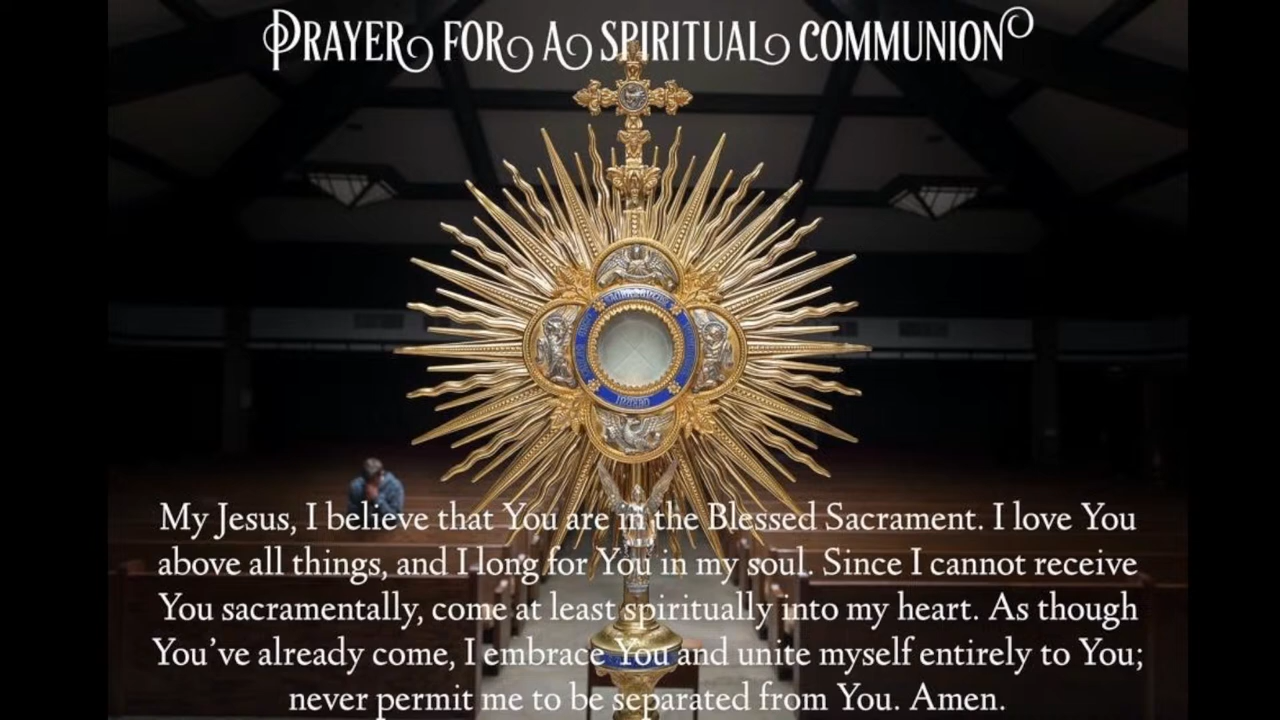 Prayer for a Spiritual Communion
My Jesus, I believe that You are in the Blessed Sacrament. I love You
above all things, and I long for You in my soul. Since I cannot receive
You sacramentally, come at least spiritually into my heart. As though
You've already come, I embrace You and unite myself entirely to You;
never permit me to be separated from You. Amen.